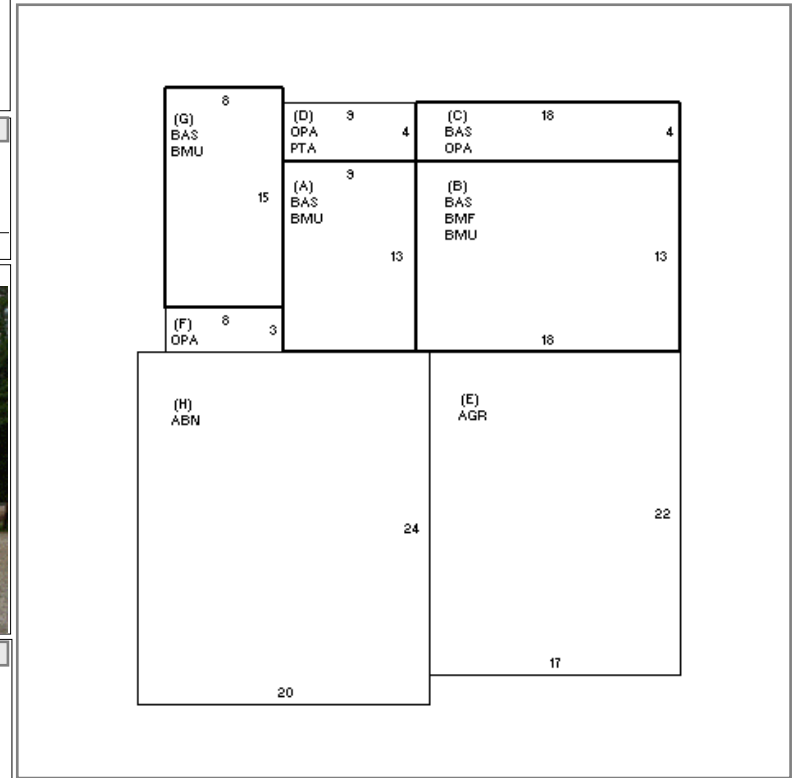 8
(G)
BAS
BMU
15
(D) 9
OPA 4
PTA
(C) 18
BAS 4
OPA
9
(A)
BAS
BMU
13
(B)
BAS
BMF
BMU
13
18
(F) 8
OPA 3
(H)
ABN
24
20
(E)
AGR
22
17